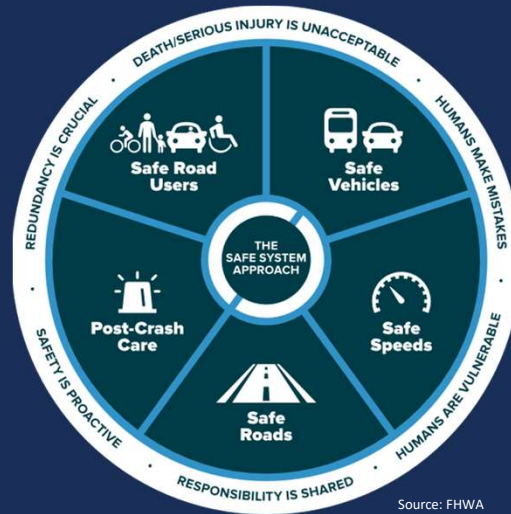 DEATH/SERIOUS INJURY IS UNACCEPTABLE
HUMANS MAKE MISTAKES
HUMANS ARE VULNERABLE
RESPONSIBILITY IS SHARED
SAFETY IS PROACTIVE
REDUNDANCY IS CRUCIAL
Safe Road
Users
Safe
Vehicles
THE
SAFE SYSTEM
APPROACH
Post-Crash
Care
Safe
Speeds
Safe
Roads
Source: FHWA